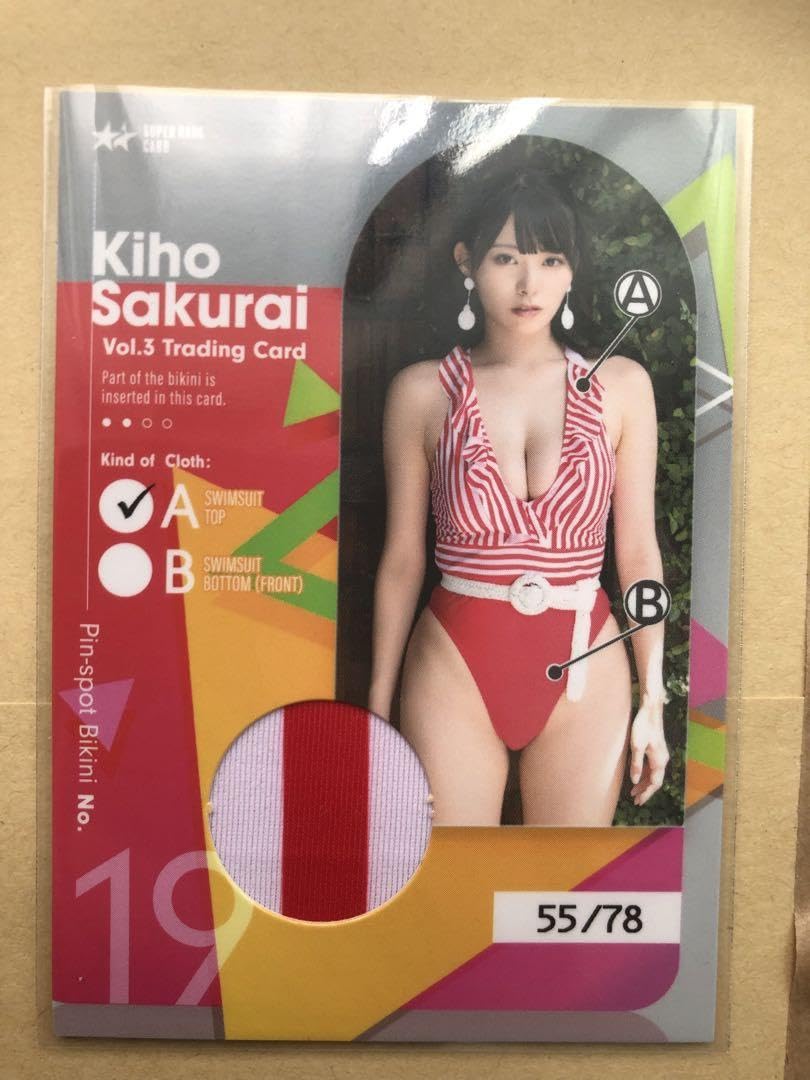 SUPER RARE
CARD
Kiho
Sakurai
Vol.3 Trading Card
Part of the bikini is
inserted in this card.
Kind of Cloth:
A SWIMSUIT
TOP
B SWIMSUIT
BOTTOM (FRONT)
Pin-spot Bikini No.
19
A
B
55/78